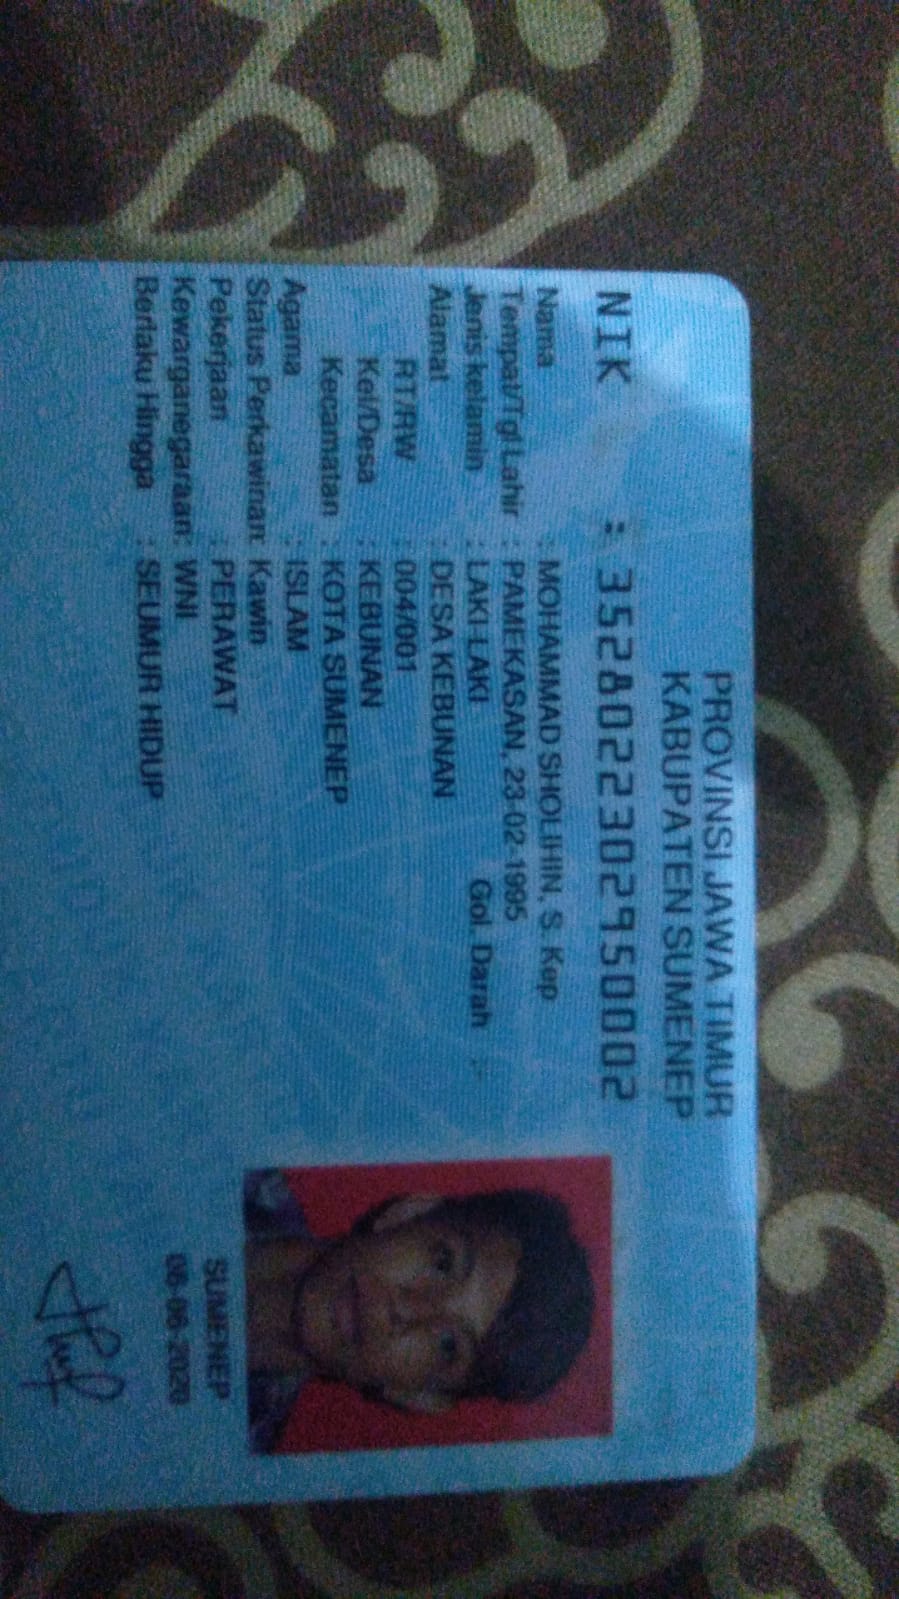 PROVINSI JAWA TIMUR
KABUPATEN SUMENEP
NIK : 3528022302950002
Nama : MOHAMMAD SHOLIHIN, S. Kep
Tempat/Tgl Lahir : PAMEKASAN, 23-02-1995
Jenis kelamin : LAKI-LAKI Gol. Darah :
Alamat : DESA KEBUNAN
RT/RW : 004/001
Kel/Desa : KEBUNAN
Kecamatan : KOTA SUMENEP
Agama : ISLAM
Status Perkawinan: Kawin
Pekerjaan : PERAWAT
Kewarganegaraan: WNI
Berlaku Hingga : SEUMUR HIDUP
SUMENEP
06-06-2020